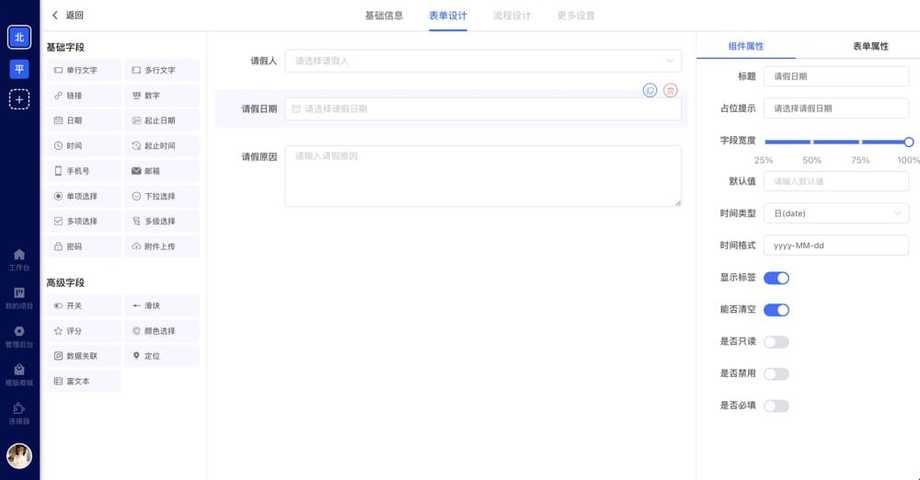 返回
基础信息
表单设计
流程设计
更多设置
北
平
工作台
我的项目
管理后台
模版商城
连接器
基础字段
单行文字
多行文字
链接
数字
日期
起止日期
时间
起止时间
手机号
邮箱
单项选择
下拉选择
多项选择
多级选择
密码
附件上传
高级字段
开关
滑块
评分
颜色选择
数据关联
定位
富文本
请假人
请选择请假人
请假日期
请选择请假日期
请假原因
请输入请假原因
组件属性
表单属性
标题
请假日期
占位提示
请选择请假日期
字段宽度
25% 50% 75% 100%
默认值
请输入默认值
时间类型
日(date)
时间格式
yyyy-MM-dd
显示标签
能否清空
是否只读
是否禁用
是否必填